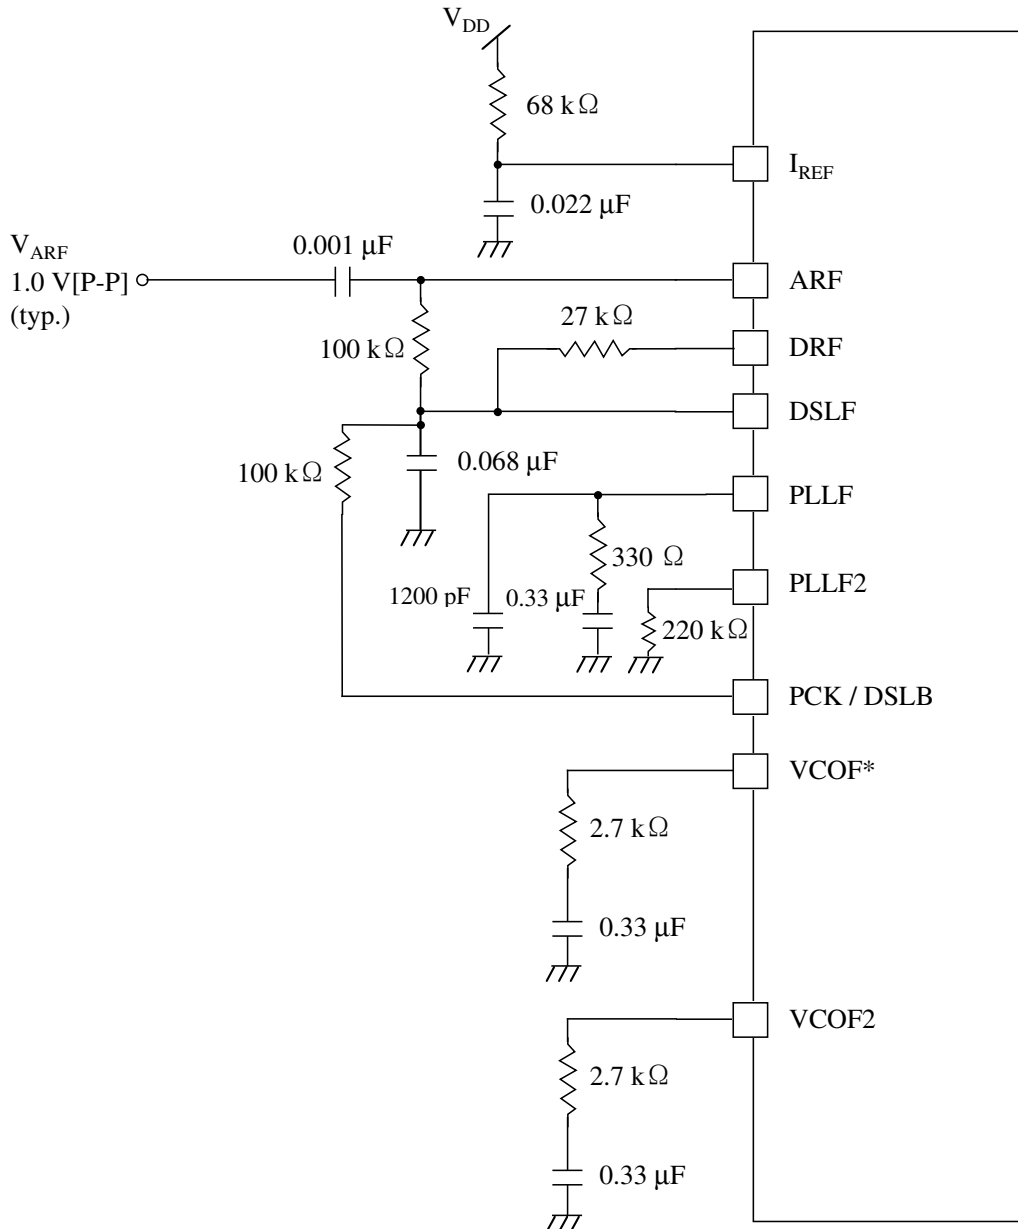 VDD
68 kΩ
IREF
0.022 µF
VARF
1.0 V[P-P]
(typ.)
0.001 µF
ARF
27 kΩ
100 kΩ
DRF
DSLF
100 kΩ
0.068 µF
PLLF
330 Ω
1200 pF
0.33 µF
PLLF2
220 kΩ
PCK / DSLB
VCOF*
2.7 kΩ
0.33 µF
VCOF2
2.7 kΩ
0.33 µF